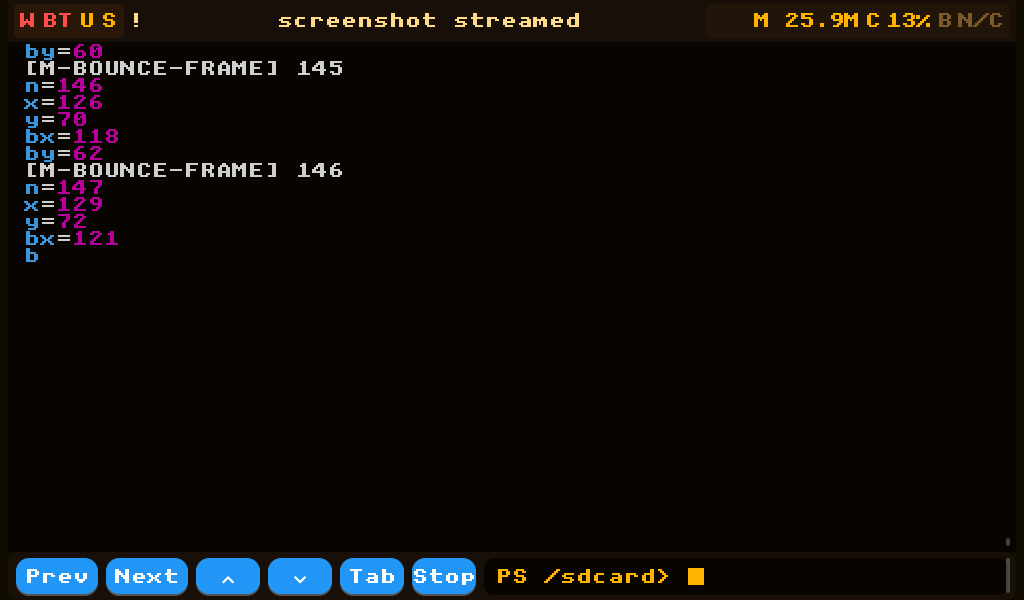 W BT U S ! screenshot streamed M 25.9M C 13% B N/C
by=60
[M-BOUNCE-FRAME] 145
n=146
x=126
y=70
bx=118
by=62
[M-BOUNCE-FRAME] 146
n=147
x=129
y=72
bx=121
b
Prev Next ^ ⌄ Tab Stop PS /sdcard>